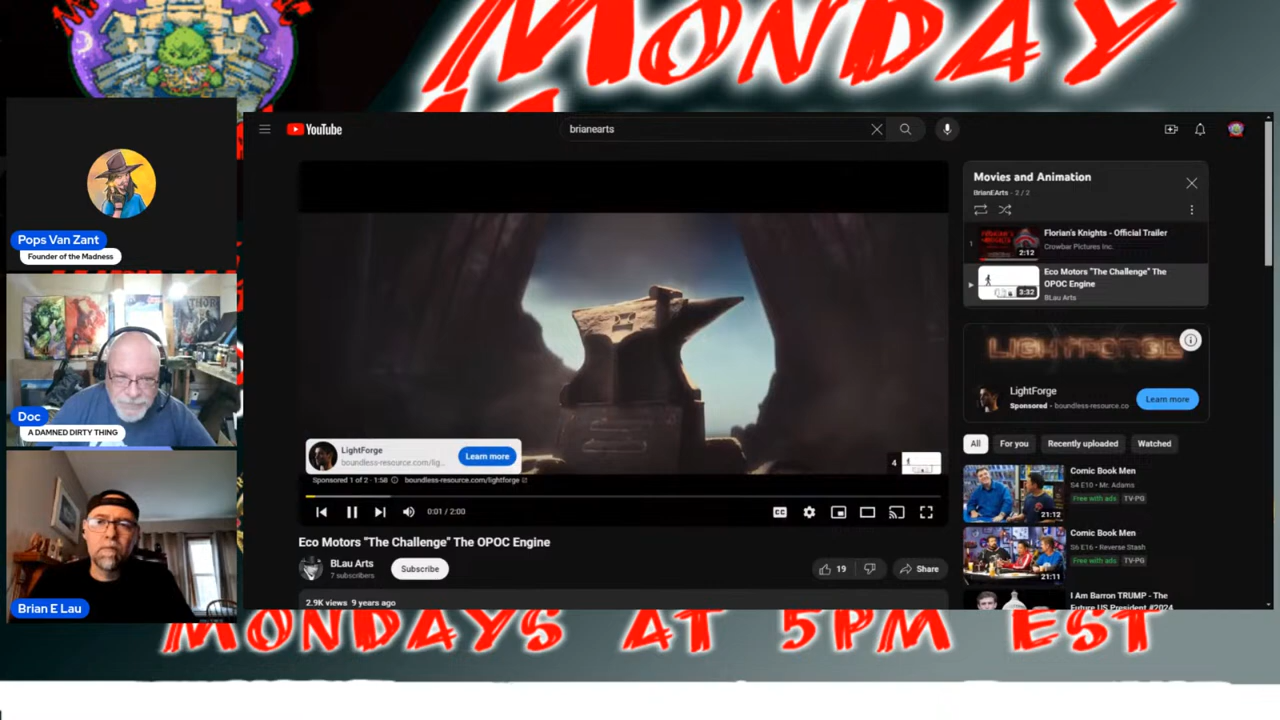 MONDAY
YouTube
brianearts
Pops Van Zant
Founder of the Madness
Doc
A DAMNED DIRTY THING
Brian E Lau
THOR
LightForge
boundless-resource.com/lig...
Learn more
4
Sponsored 1 of 2 · 1:58
boundless-resource.com/lightforge
0:01 / 2:00
CC
Eco Motors "The Challenge" The OPOC Engine
BLau Arts
7 subscribers
Subscribe
19
Share
2.9K views 9 years ago
Movies and Animation
BrianEArts - 2 / 2
1
2:12
Florian's Knights - Official Trailer
Crowbar Pictures Inc.
3:32
Eco Motors "The Challenge" The
OPOC Engine
BLau Arts
LIGHTFORGE
LightForge
Sponsored · boundless-resource.co
Learn more
All
For you
Recently uploaded
Watched
21:12
Comic Book Men
S4 E10 • Mr. Adams
Free with ads
TV-PG
21:11
Comic Book Men
S6 E16 • Reverse Stash
Free with ads
TV-PG
I Am Barron TRUMP - The
Future US President #2024
MONDAYS AT 5PM EST